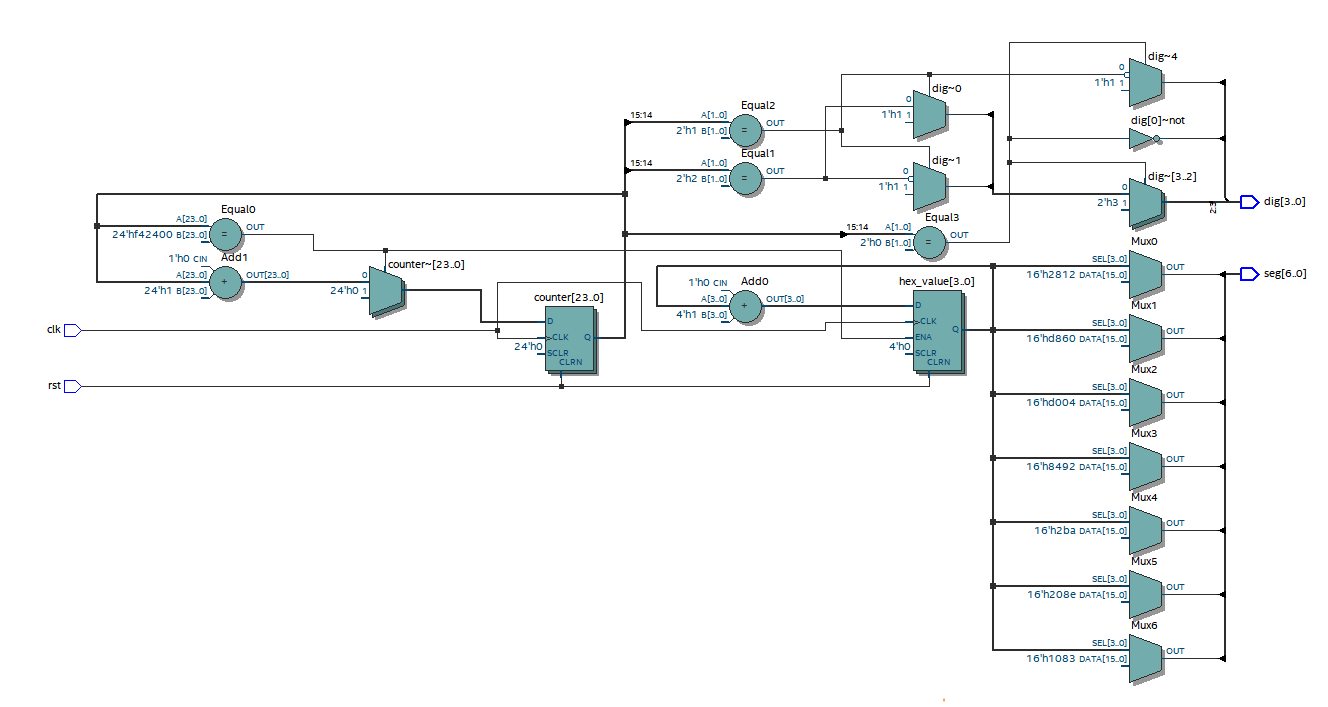 dig~4
0
1'h1 1
dig~0
0
1'h1 1
Equal2
15:14 A[1..0] OUT
2'h1 B[1..0]
=
dig[0]~not
Equal1
15:14 A[1..0] OUT
2'h2 B[1..0]
=
dig~1
0
1'h1 1
dig~[3..2]
0
2'h3 1
2:3
dig[3..0]
Equal0
A[23..0] OUT
24'hf42400 B[23..0]
=
Equal3
15:14 A[1..0] OUT
2'h0 B[1..0]
=
Add1
1'h0 CIN
A[23..0] OUT[23..0]
24'h1 B[23..0]
+
counter~[23..0]
0
24'h0 1
Add0
1'h0 CIN
A[3..0] OUT[3..0]
4'h1 B[3..0]
+
hex_value[3..0]
D
CLK
ENA
4'h0 SCLR
CLRN
Q
counter[23..0]
D
CLK
24'h0 SCLR
CLRN
Q
clk
rst
Mux0
SEL[3..0] OUT
16'h2812 DATA[15..0]
seg[6..0]
Mux1
SEL[3..0] OUT
16'hd860 DATA[15..0]
Mux2
SEL[3..0] OUT
16'hd004 DATA[15..0]
Mux3
SEL[3..0] OUT
16'h8492 DATA[15..0]
Mux4
SEL[3..0] OUT
16'h2ba DATA[15..0]
Mux5
SEL[3..0] OUT
16'h208e DATA[15..0]
Mux6
SEL[3..0] OUT
16'h1083 DATA[15..0]